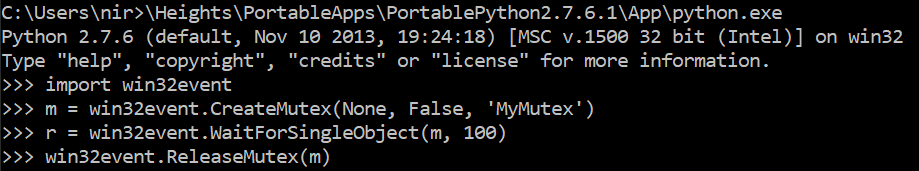 C:\Users\nir>\Heights\PortableApps\PortablePython2.7.6.1\App\python.exe
Python 2.7.6 (default, Nov 10 2013, 19:24:18) [MSC v.1500 32 bit (Intel)] on win32
Type "help", "copyright", "credits" or "license" for more information.
>>> import win32event
>>> m = win32event.CreateMutex(None, False, 'MyMutex')
>>> r = win32event.WaitForSingleObject(m, 100)
>>> win32event.ReleaseMutex(m)